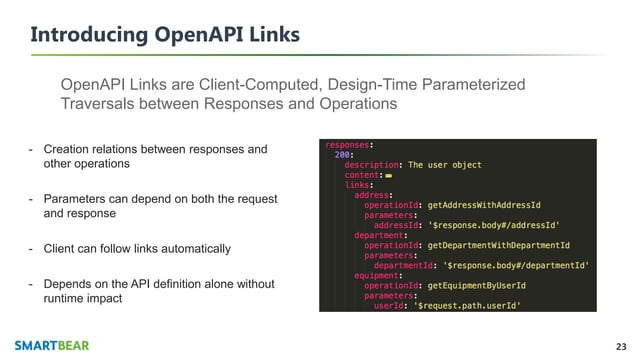 Introducing OpenAPI Links
OpenAPI Links are Client-Computed, Design-Time Parameterized
Traversals between Responses and Operations
- Creation relations between responses and
other operations
- Parameters can depend on both the request
and response
- Client can follow links automatically
- Depends on the API definition alone without
runtime impact
responses:
200:
description: The user object
content:
links:
address:
operationId: getAddressWithAddressId
parameters:
addressId: '$response.body#/addressId'
department:
operationId: getDepartmentWithDepartmentId
parameters:
departmentId: '$response.body#/departmentId'
equipment:
operationId: getEquipmentByUserId
parameters:
userId: '$request.path.userId'
SMARTBEAR
23